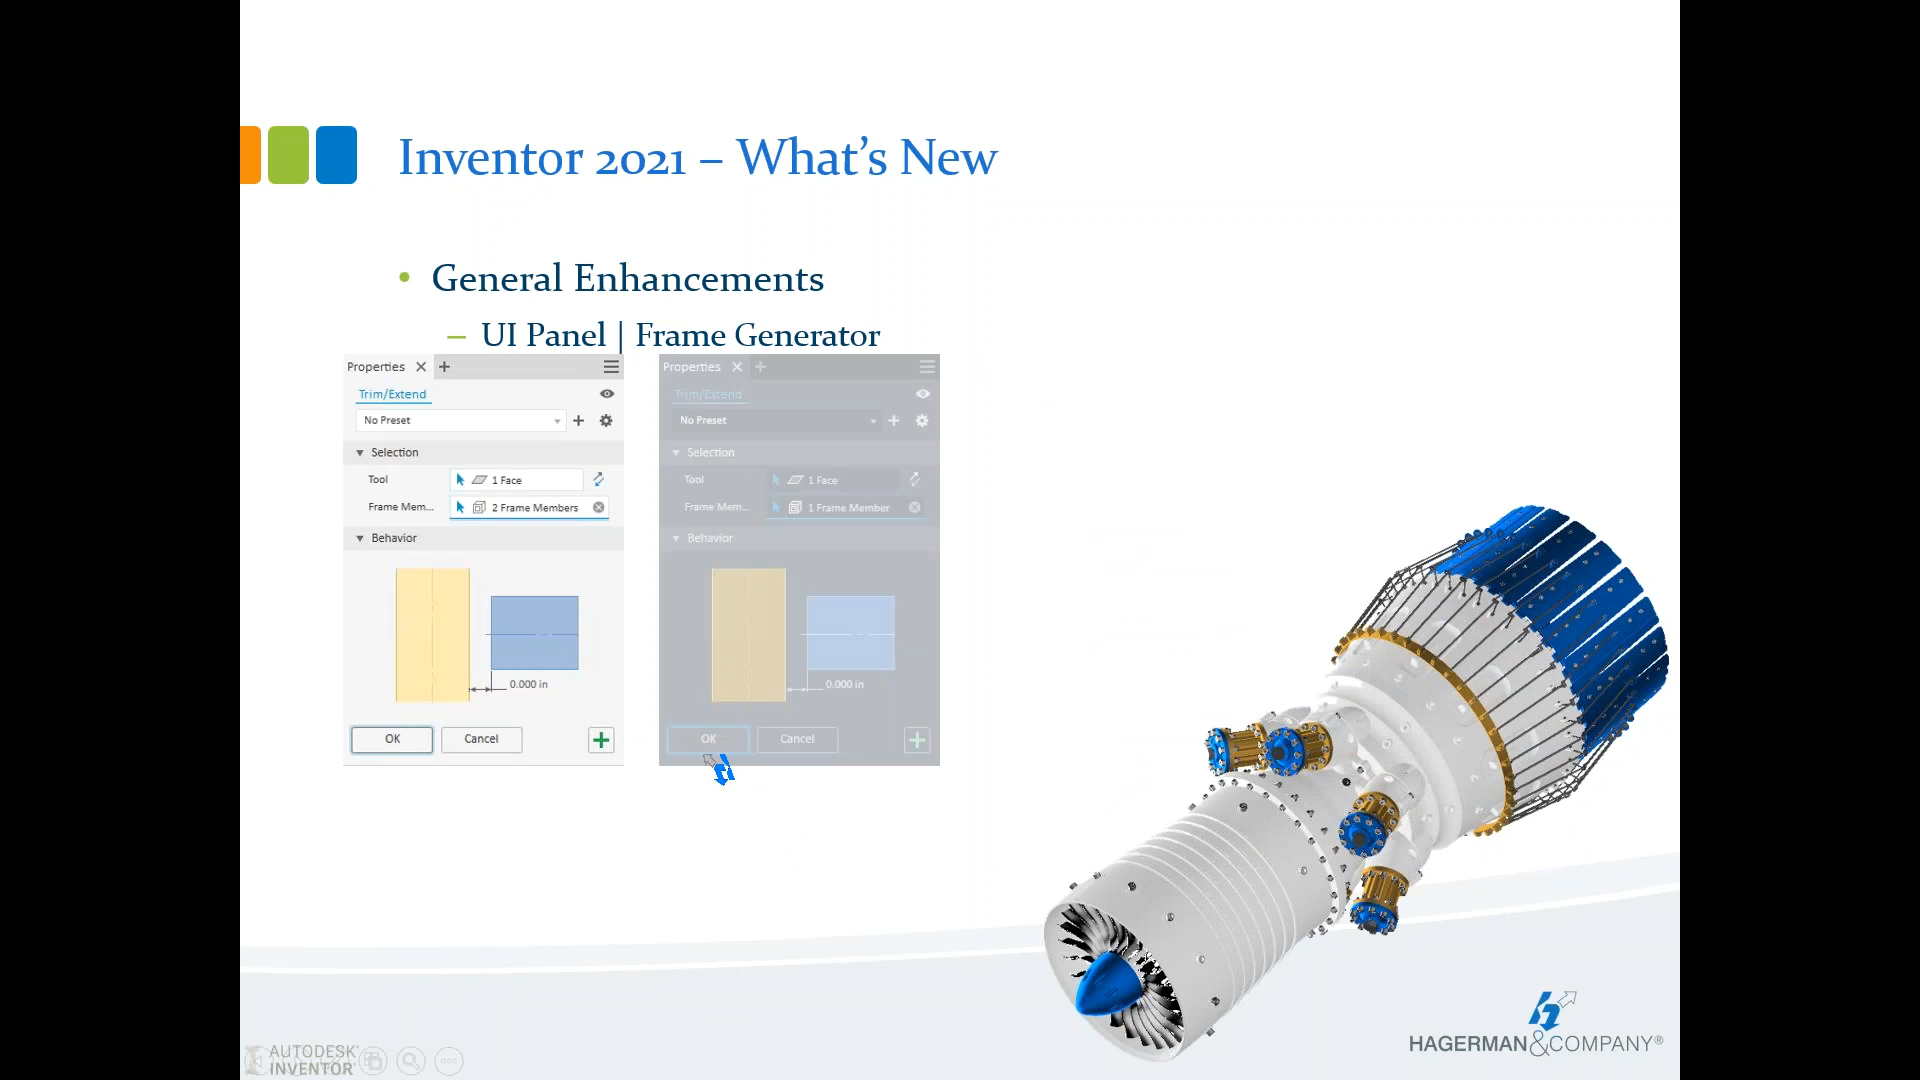 Inventor 2021 – What's New
• General Enhancements
– UI Panel | Frame Generator
Properties
Trim/Extend
No Preset
Selection
Tool
1 Face
Frame Mem...
2 Frame Members
Behavior
0.000 in
OK
Cancel
Properties
Trim/Extend
No Preset
Selection
Tool
1 Face
Frame Mem...
1 Frame Member
Behavior
0.000 in
OK
Cancel
AUTODESK®
INVENTOR®
HAGERMAN&COMPANY®